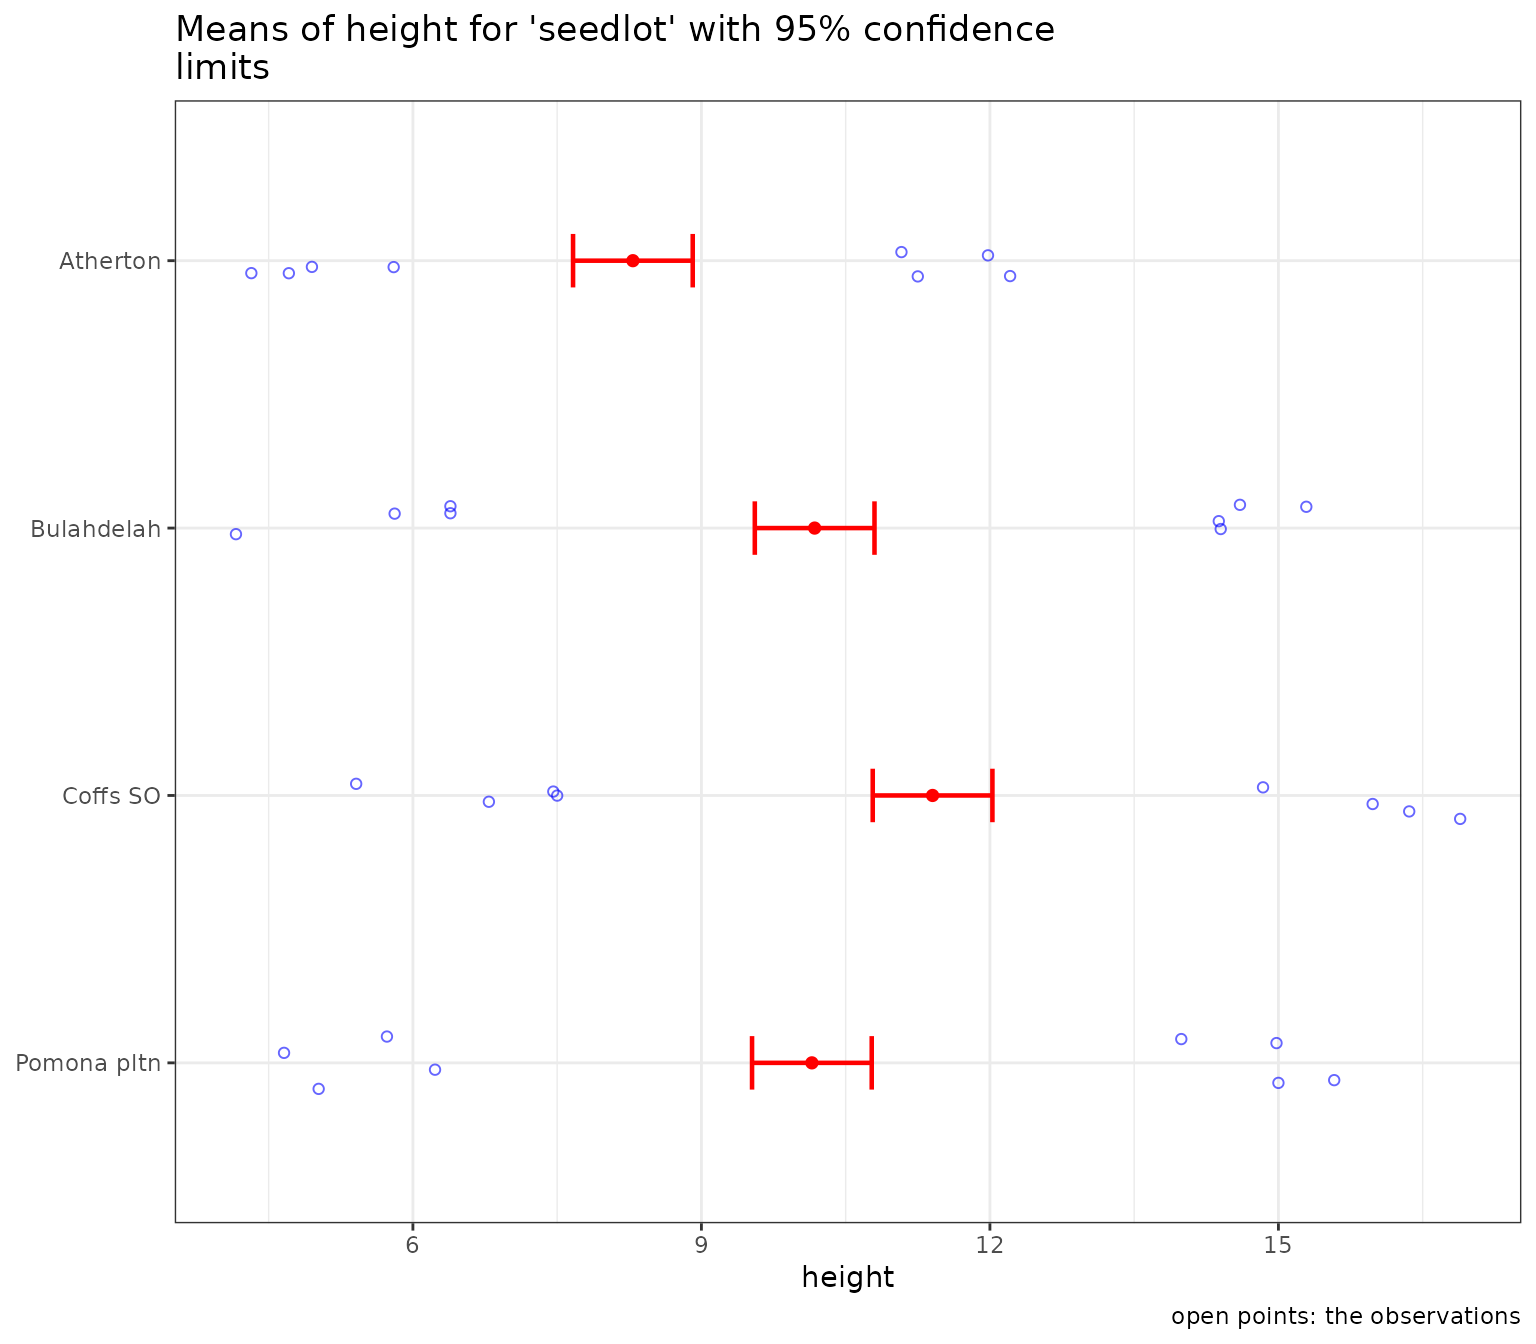 Means of height for 'seedlot' with 95% confidence
limits
Atherton
Bulahdelah
Coffs SO
Pomona pltn
6 9 12 15
height
open points: the observations